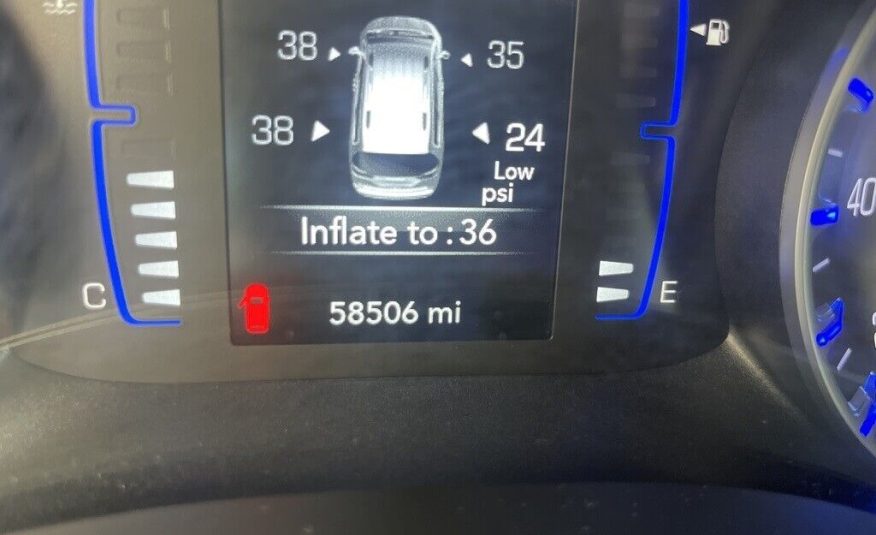 38 35
38 24
Low
psi
Inflate to : 36
C E
58506 mi
40